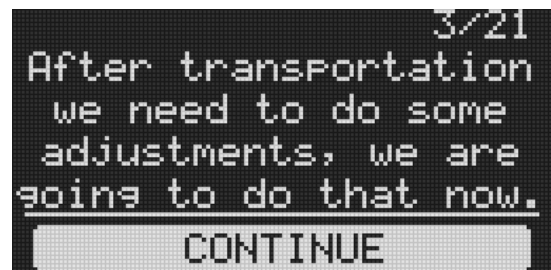 3/21
After transportation
we need to do some
adjustments, we are
going to do that now.
CONTINUE